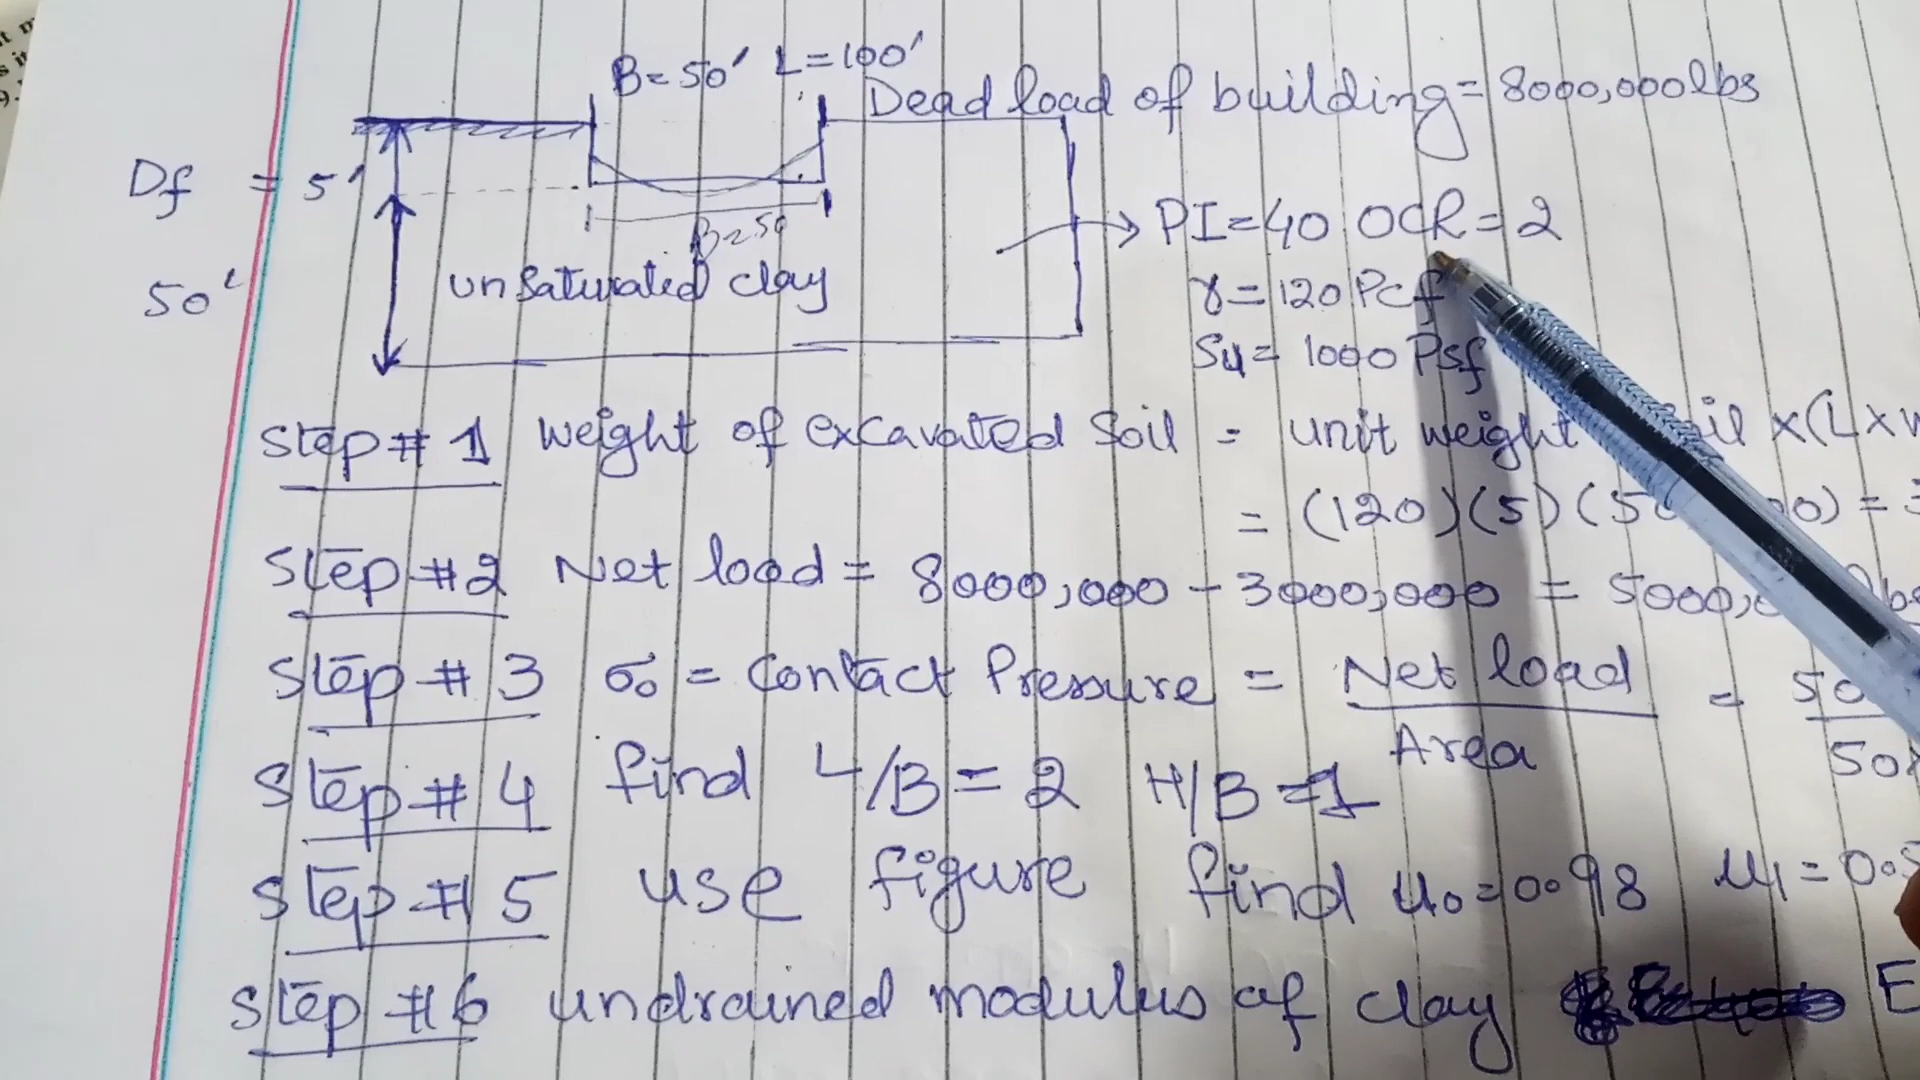 B=50' L=100'
Dead load of building=8000,000lbs
Df = 5'
B=50
PI=40 OCR=2
50'
unsaturated clay
γ=120 Pcf
Su= 1000 Psf
Step# 1 weight of excavated Soil = unit weight
= (120)(5)(
Step #2 Net load = 8000,000 - 3000,000 = 5000,
Step # 3 σo = Contact Pressure = Net load =
Area
Step # 4 find L/B = 2 H/B =1
Step # 5 use figure find μo=0.98 μ1=0.
Step #6 undrained modulus of clay E